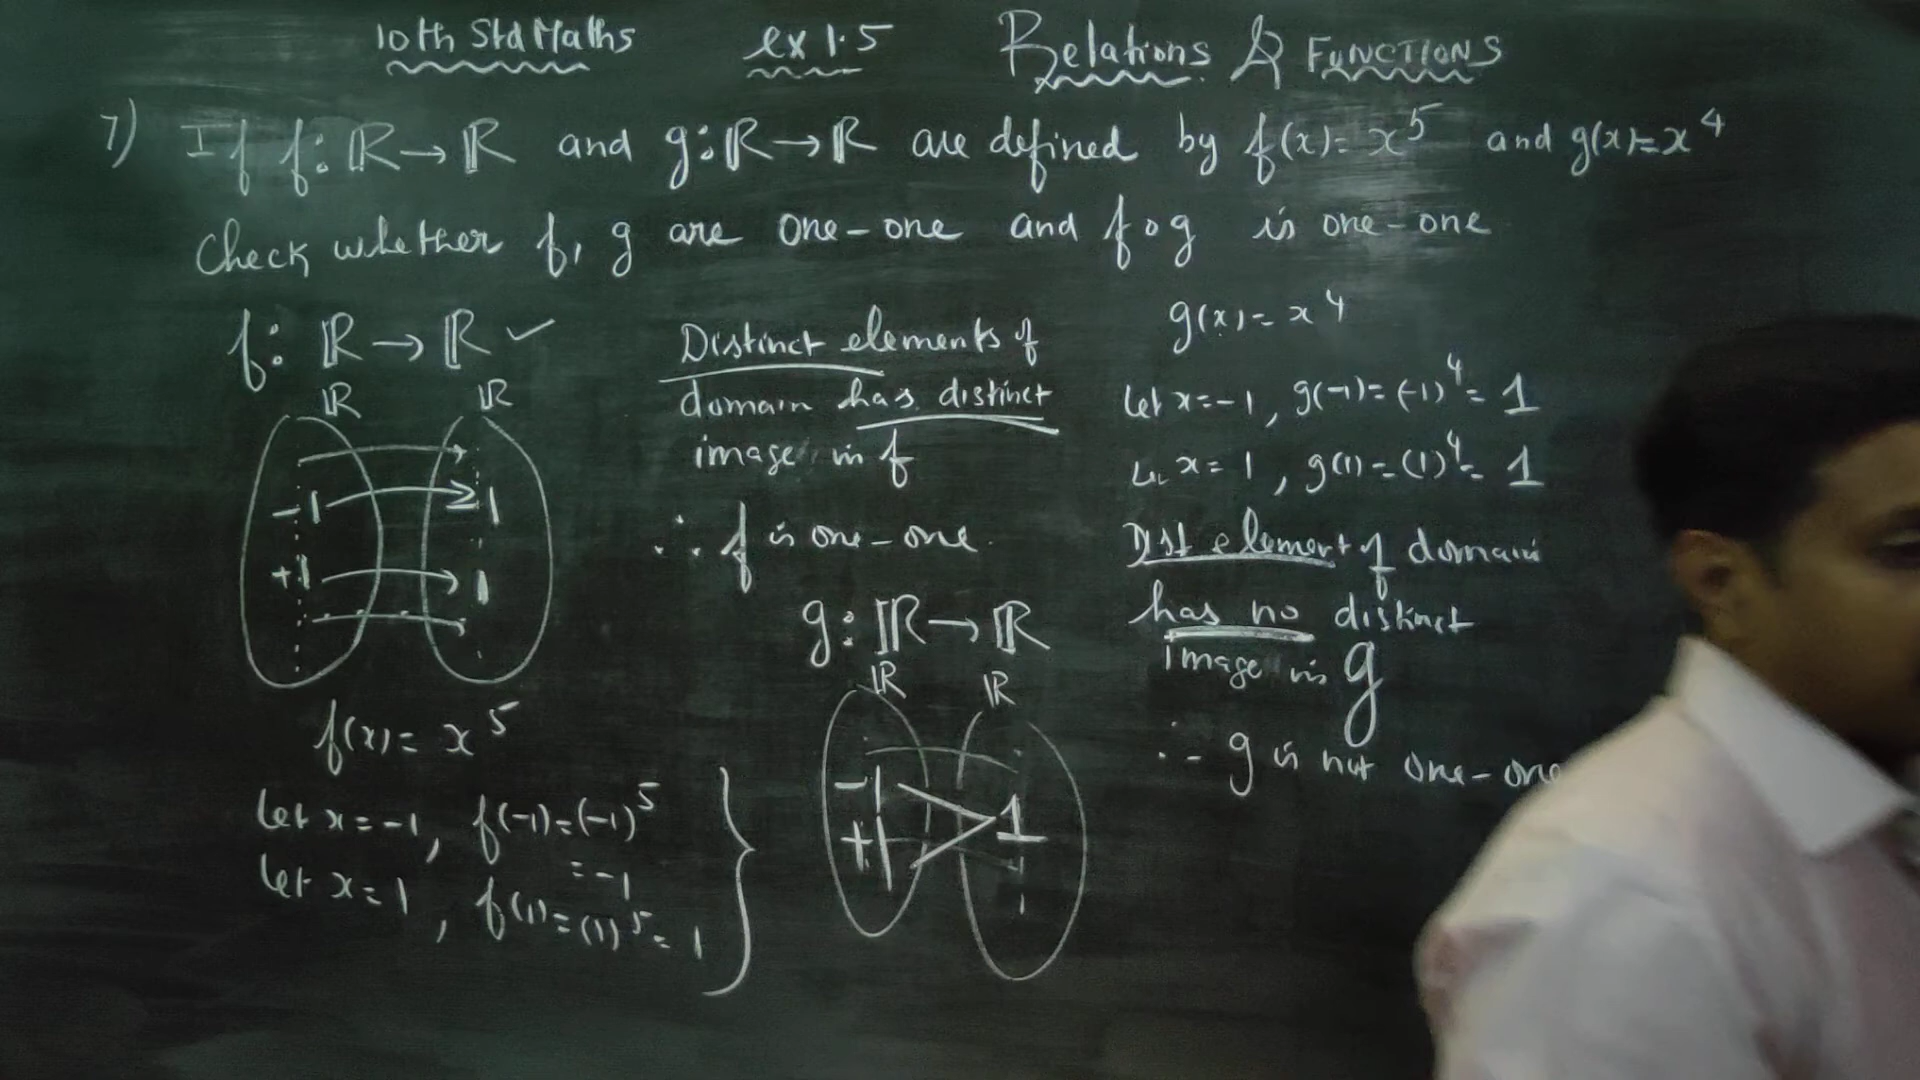 10th Std Maths ex 1.5 Relations & FUNCTIONS
7) If f: ℝ→ℝ and g: ℝ→ℝ are defined by f(x) = x⁵ and g(x) = x⁴
Check whether f, g are one-one and fog is one-one
f: ℝ → ℝ ✓
ℝ ℝ
-1 -1
+1 1
f(x) = x⁵
Let x = -1, f(-1) = (-1)⁵
= -1
Let x = 1, f(1) = (1)⁵ = 1
Distinct elements of
domain has distinct
image in f
∴ f is one-one
g: ℝ → ℝ
ℝ ℝ
-1
+1
1
g(x) = x⁴
Let x = -1, g(-1) = (-1)⁴ = 1
x = 1, g(1) = (1)⁴ = 1
Dist element of domain
has no distinct
image in g
∴ g is not one-one